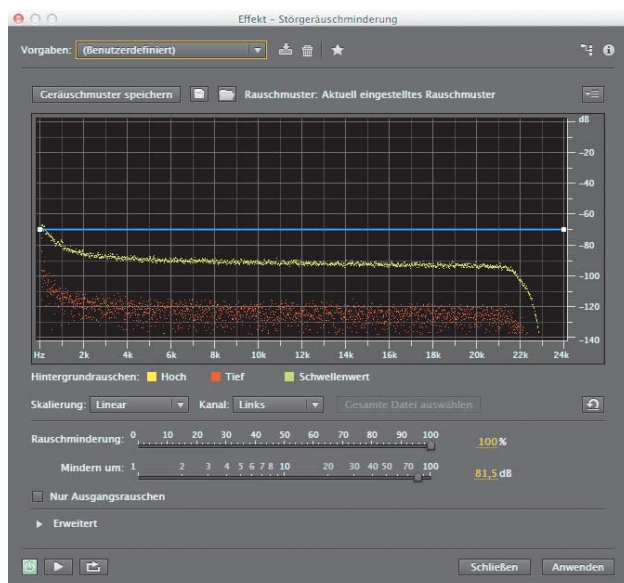 Effekt – Störgeräuschminderung
Vorgaben: (Benutzerdefiniert)
Geräuschmuster speichern Rauschmuster: Aktuell eingestelltes Rauschmuster
dB
-20
-40
-60
-80
-100
-120
-140
Hz 2k 4k 6k 8k 10k 12k 14k 16k 18k 20k 22k 24k
Hintergrundrauschen: Hoch Tief Schwellenwert
Skalierung: Linear Kanal: Links Gesamte Datei auswählen
Rauschminderung: 0 10 20 30 40 50 60 70 80 90 100 100 %
Mindern um: 1 2 3 4 5 6 7 8 10 20 30 40 50 70 100 81,5 dB
Nur Ausgangsrauschen
Erweitert
Schließen Anwenden